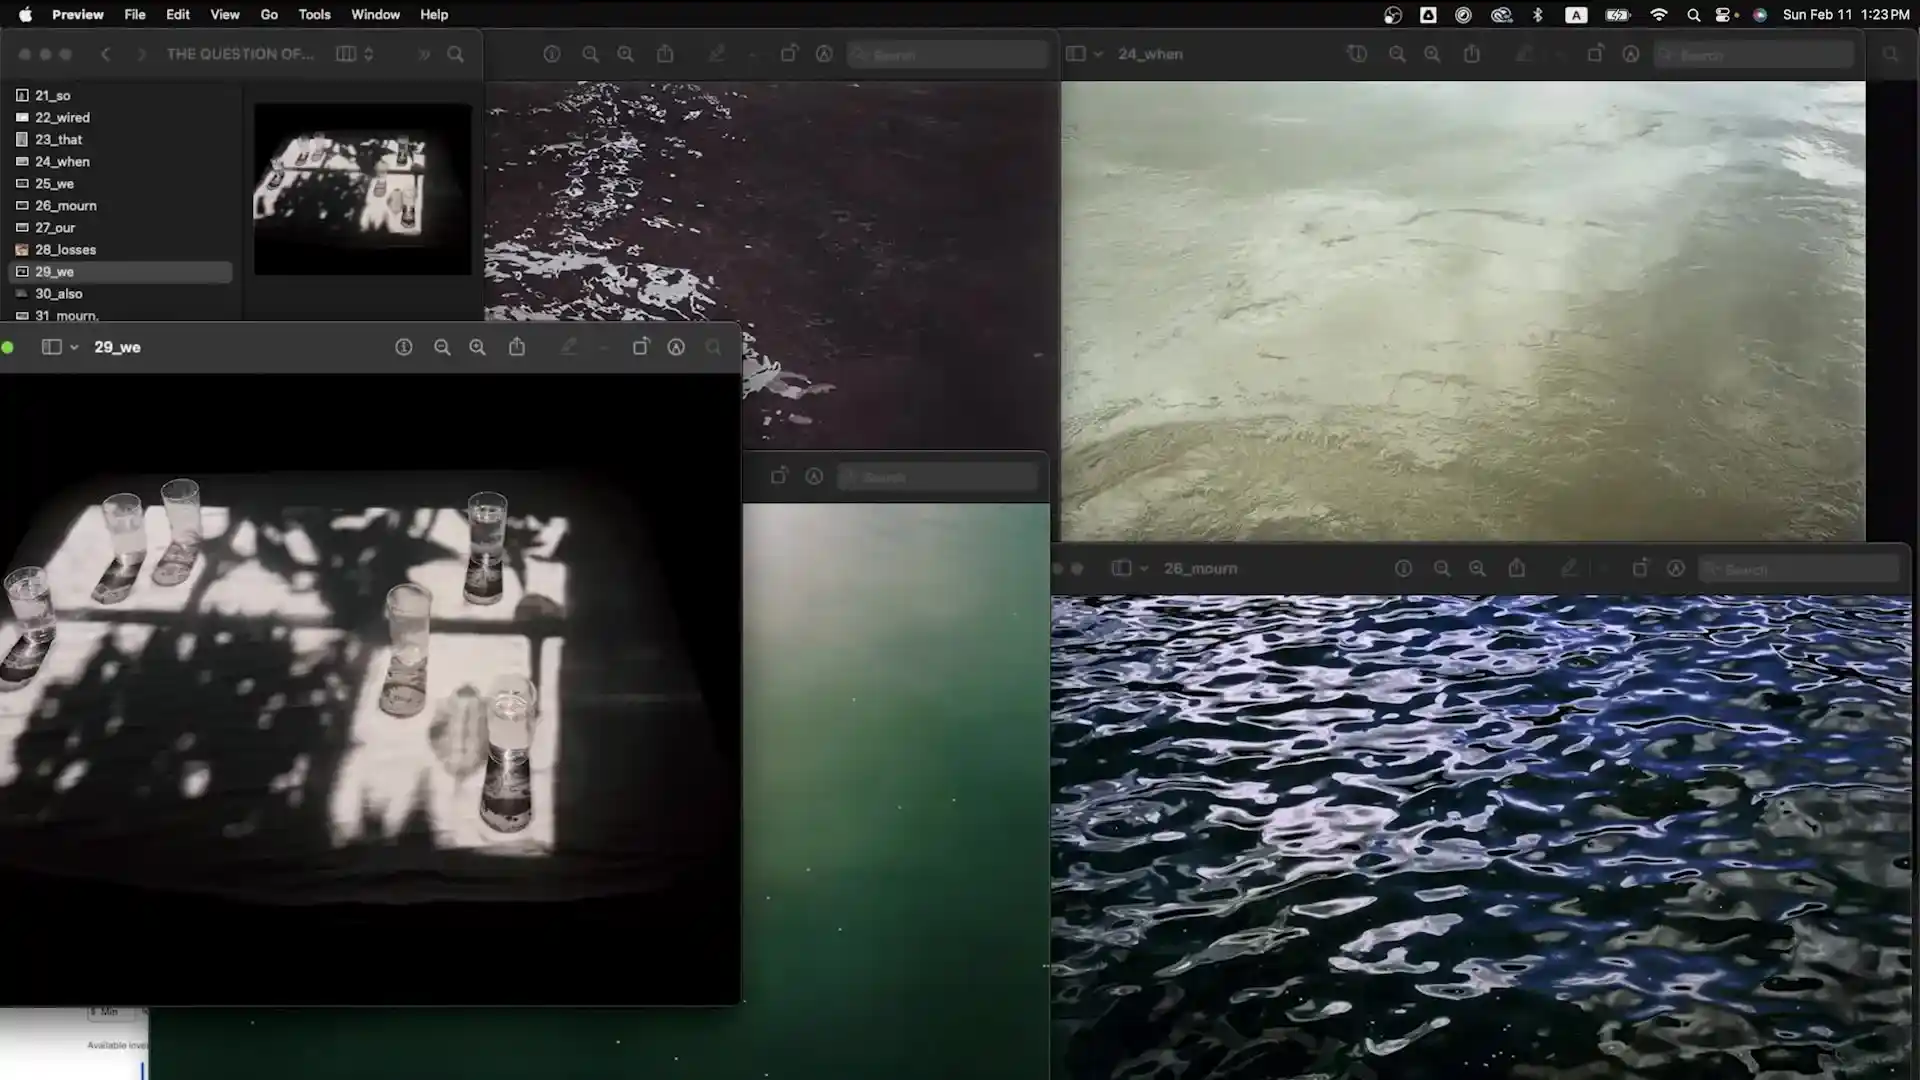 Preview File Edit View Go Tools Window Help
A
Sun Feb 11 1:23 PM
THE QUESTION OF...
21_so
22_wired
23_that
24_when
25_we
26_mourn
27_our
28_losses
29_we
30_also
31_mourn.
Search
24_when
Search
29_we
Search
26_mourn
Search
Min
Available inve